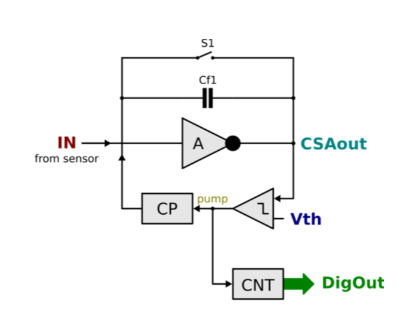 S1
Cf1
IN
from sensor
A
CSAout
CP
pump
Vth
CNT
DigOut